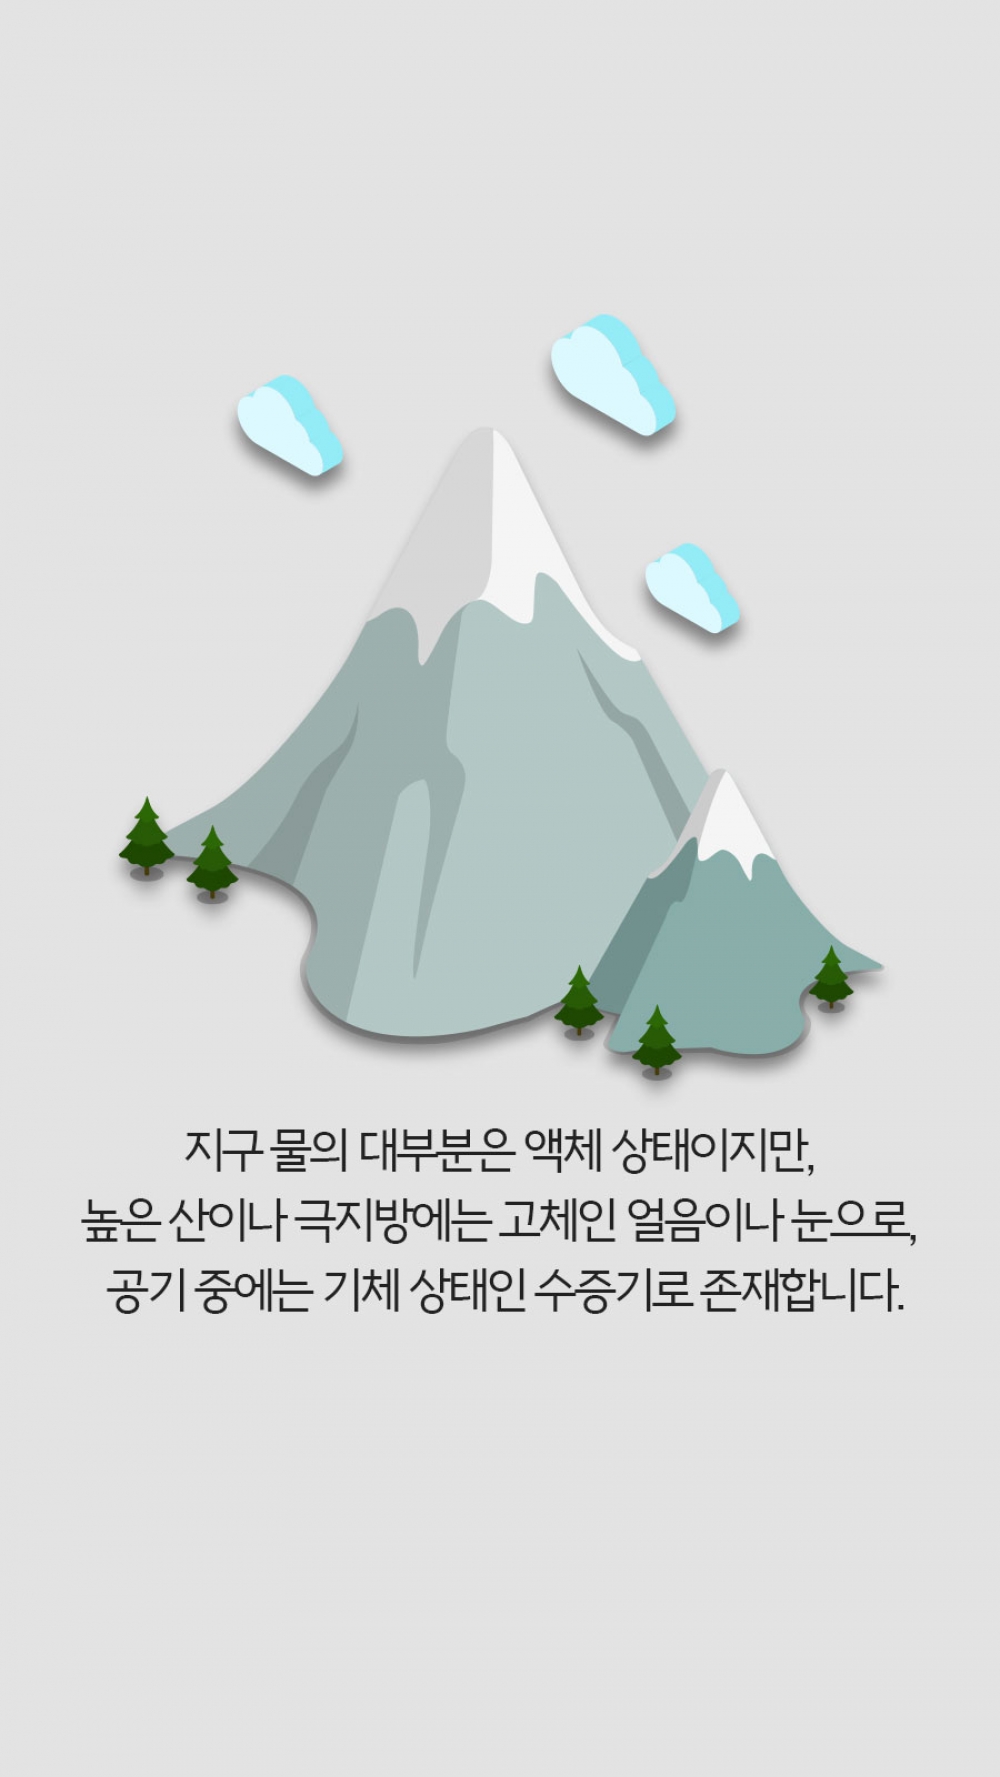 지구 물의 대부분은 액체 상태이지만,
높은 산이나 극지방에는 고체인 얼음이나 눈으로,
공기 중에는 기체 상태인 수증기로 존재합니다.